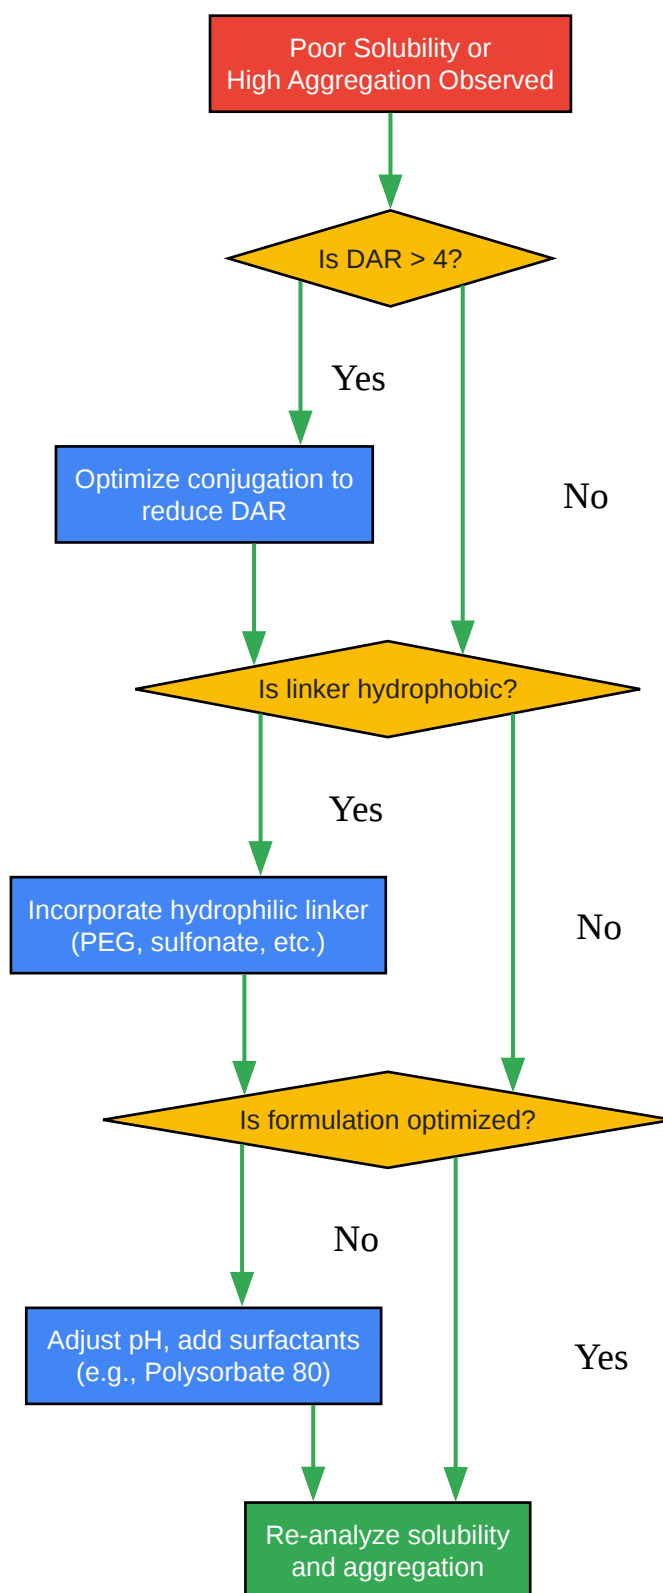 Poor Solubility or
High Aggregation Observed
Is DAR > 4?
Yes
Optimize conjugation to
reduce DAR
No
Is linker hydrophobic?
Yes
Incorporate hydrophilic linker
(PEG, sulfonate, etc.)
No
Is formulation optimized?
No
Adjust pH, add surfactants
(e.g., Polysorbate 80)
Yes
Re-analyze solubility
and aggregation